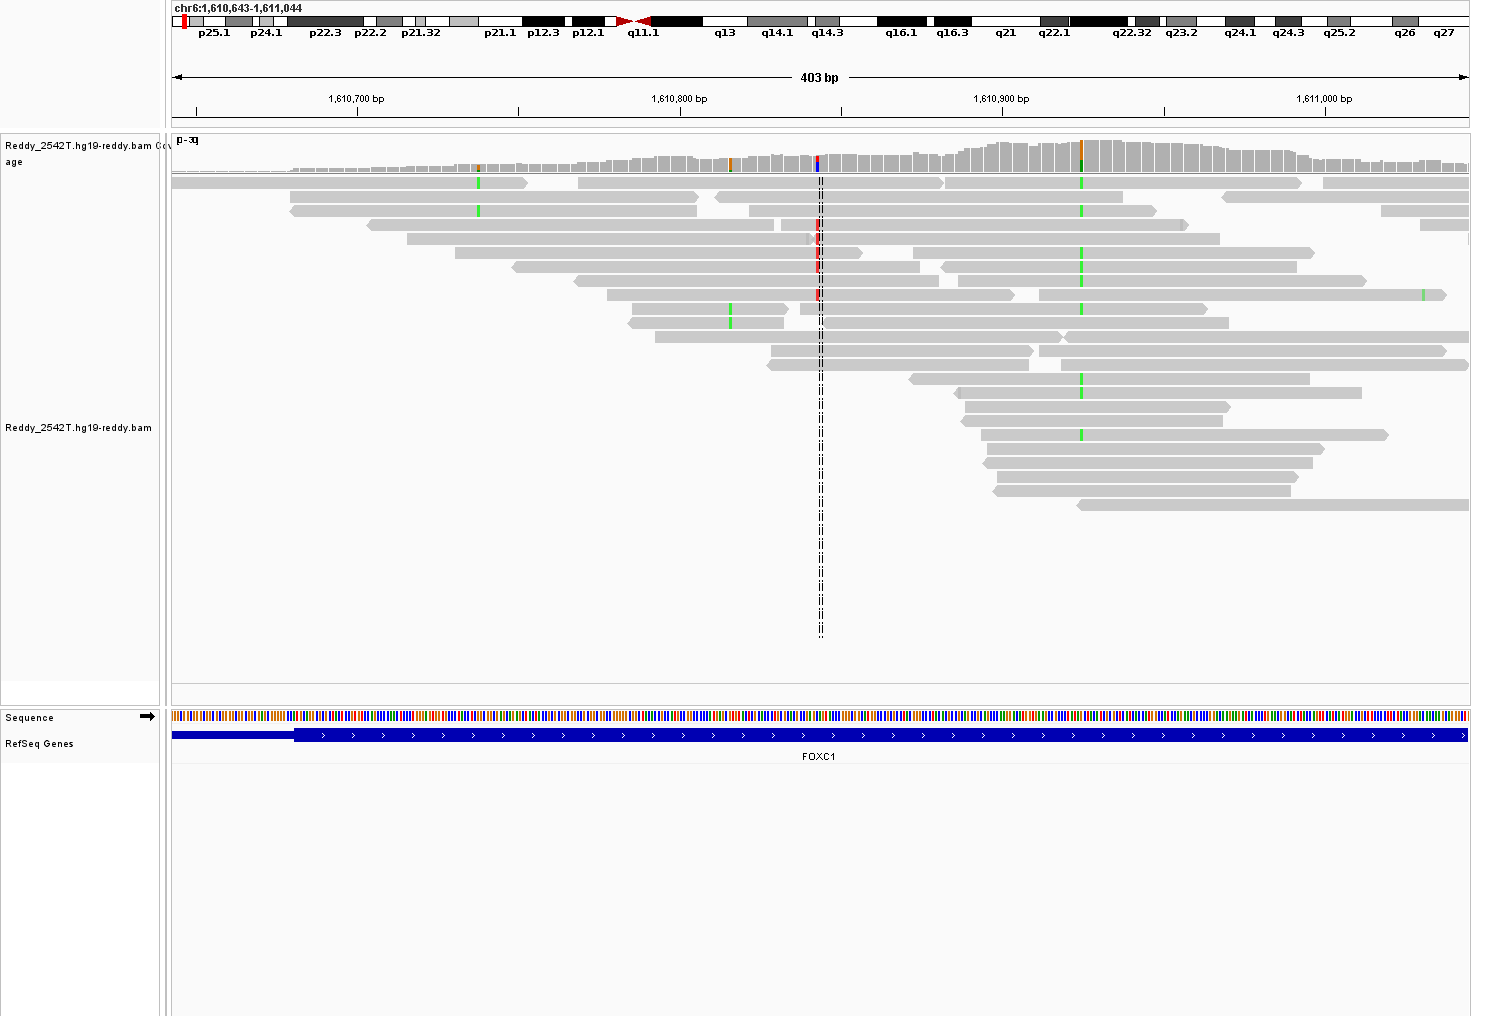 chr6:1,610,643-1,611,044
p25.1 p24.1 p22.3 p22.2 p21.32 p21.1 p12.3 p12.1 q11.1 q13 q14.1 q14.3 q16.1 q16.3 q21 q22.1 q22.32 q23.2 q24.1 q24.3 q25.2 q26 q27
403 bp
1,610,700 bp 1,610,800 bp 1,610,900 bp 1,611,000 bp
[0-30]
Reddy_2542T.hg19-reddy.bam Cov
age
Reddy_2542T.hg19-reddy.bam
Sequence
RefSeq Genes
FOXC1